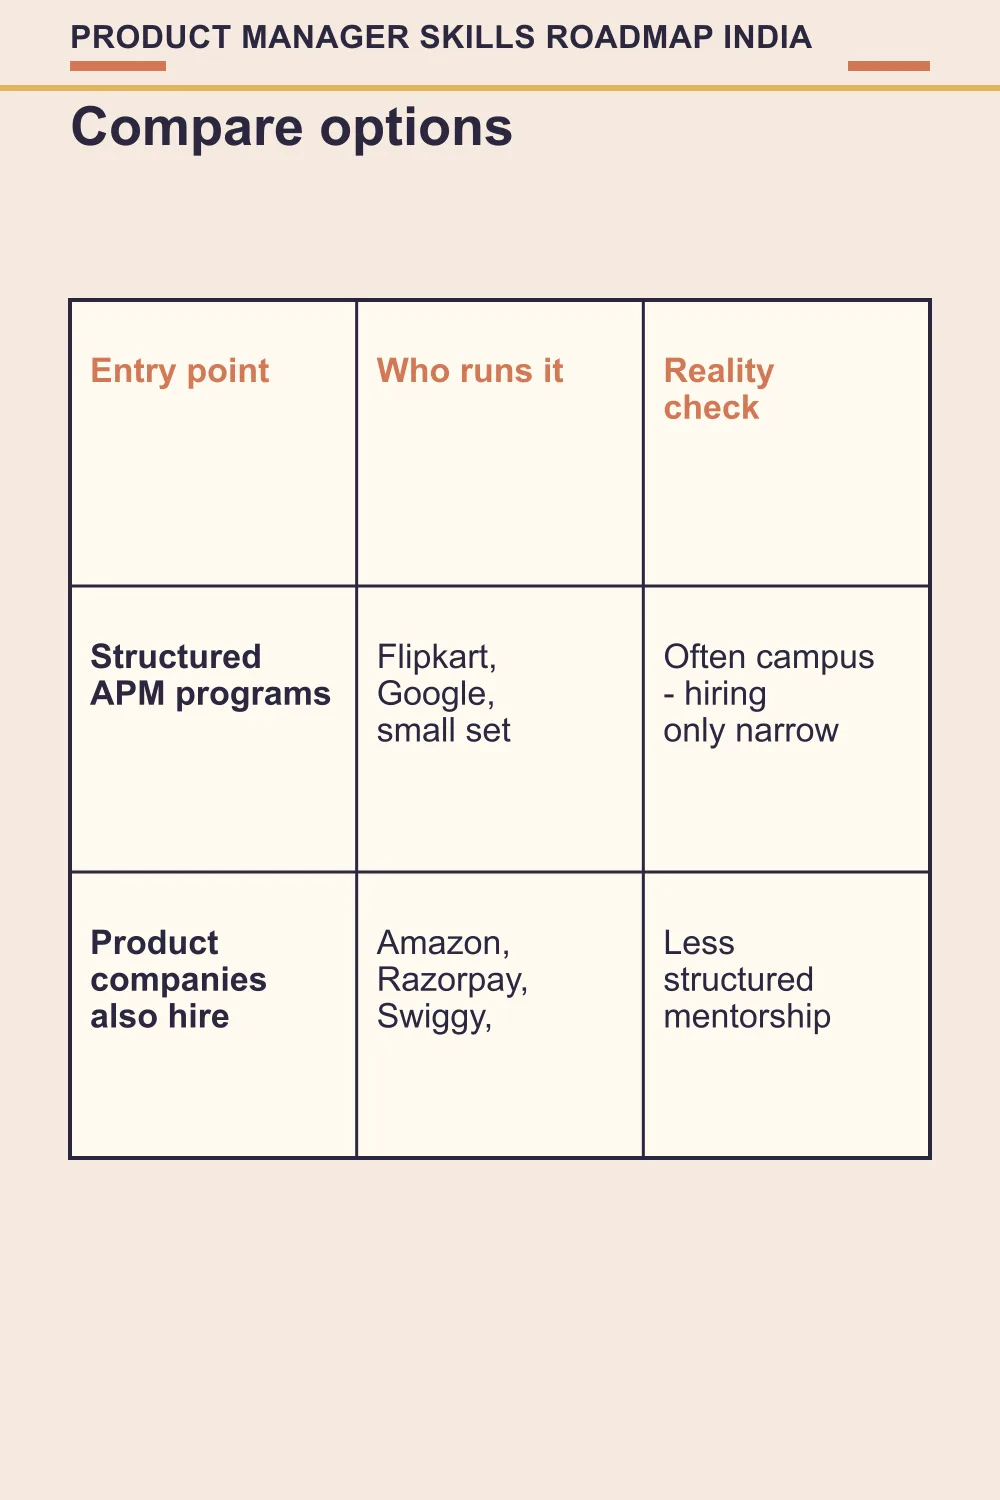 PRODUCT MANAGER SKILLS ROADMAP INDIA
Compare options
Entry point
Who runs it
Reality
check
Structured
APM programs
Flipkart,
Google,
small set
Often campus
- hiring
only narrow
Product
companies
also hire
Amazon,
Razorpay,
Swiggy,
Less
structured
mentorship